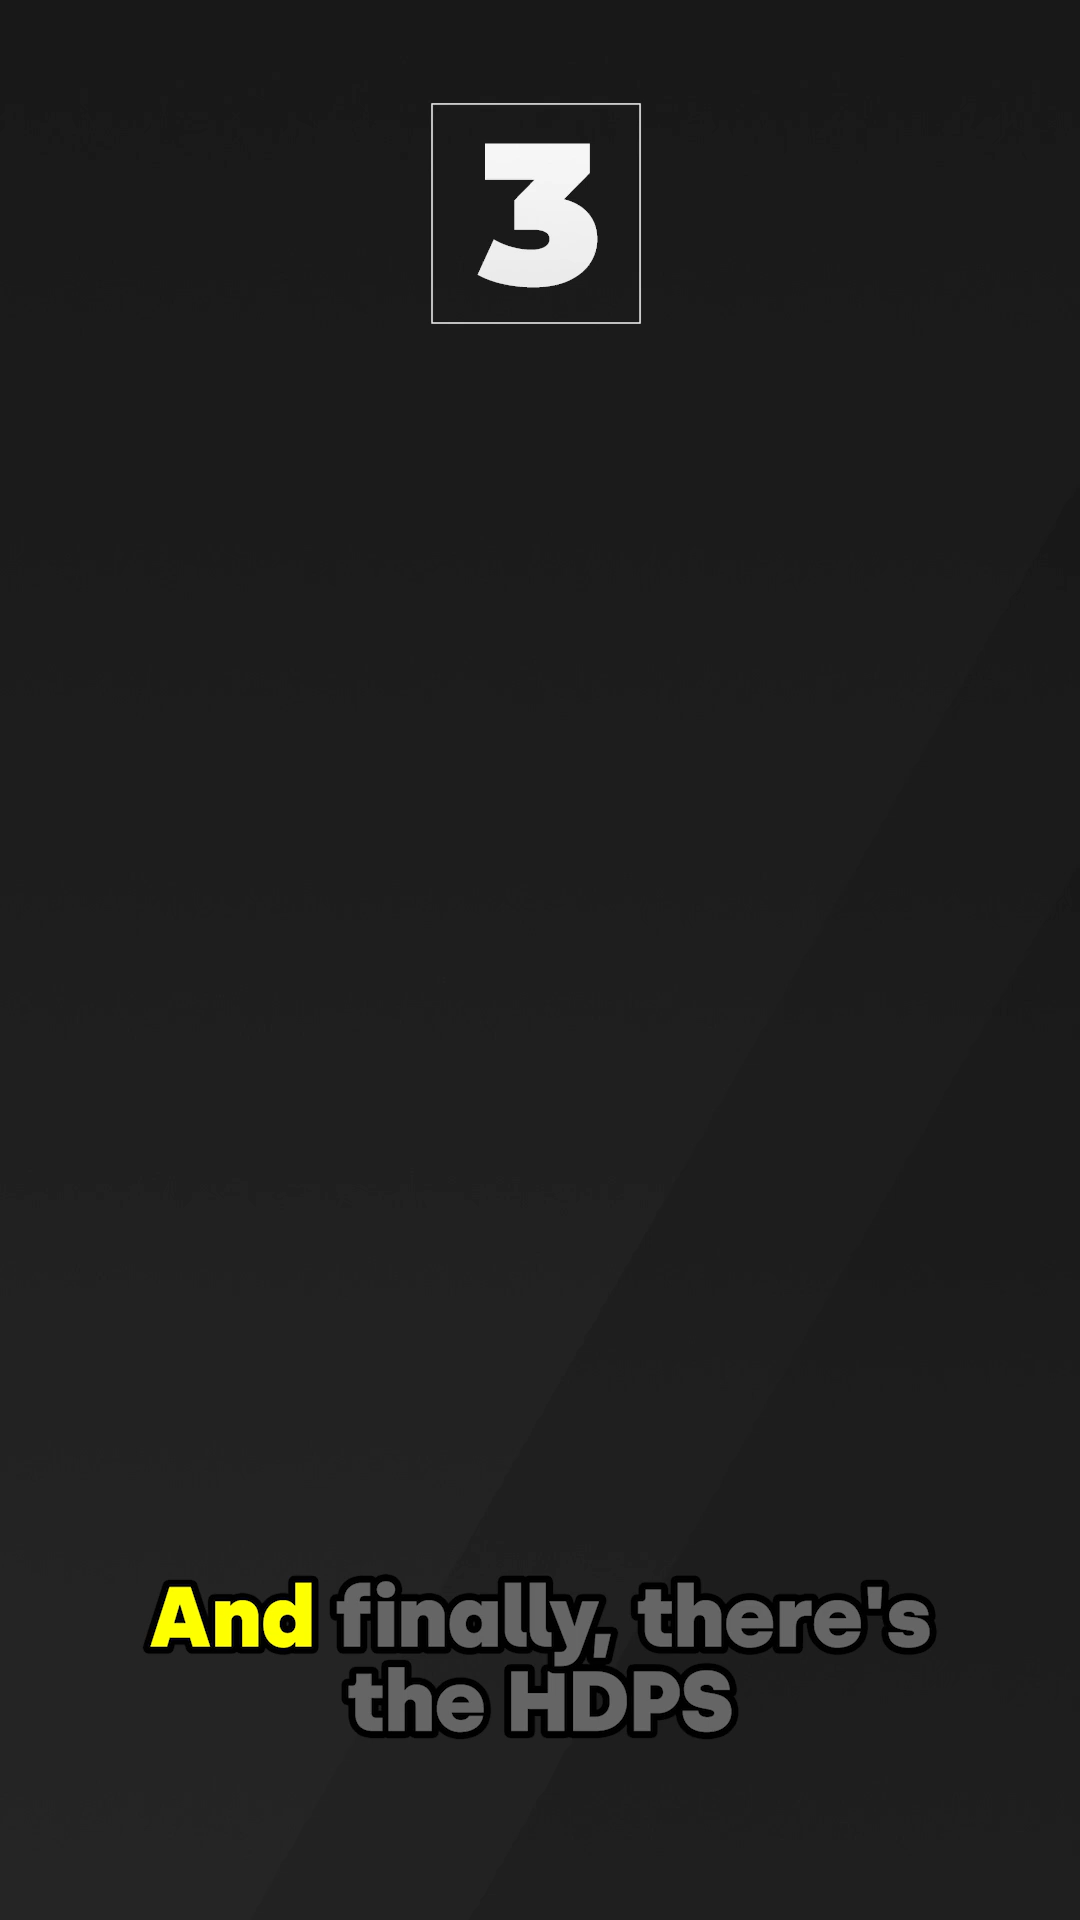 3
And finally, there's
the HDPS